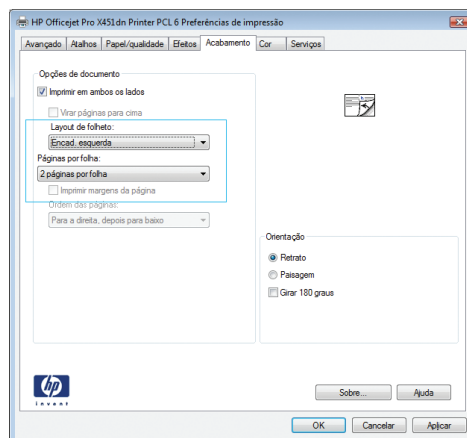 HP Officejet Pro X451dn Printer PCL 6 Preferências de impressão
Avançado Atalhos Papel/qualidade Efeitos Acabamento Cor Serviços
Opções de documento
Imprimir em ambos os lados
Virar páginas para cima
Layout de folheto:
Encad. esquerda
Páginas por folha:
2 páginas por folha
Imprimir margens da página
Ordem das páginas:
Para a direita, depois para baixo
Orientação
Retrato
Paisagem
Girar 180 graus
hp
invent
Sobre... Ajuda
OK Cancelar Aplicar